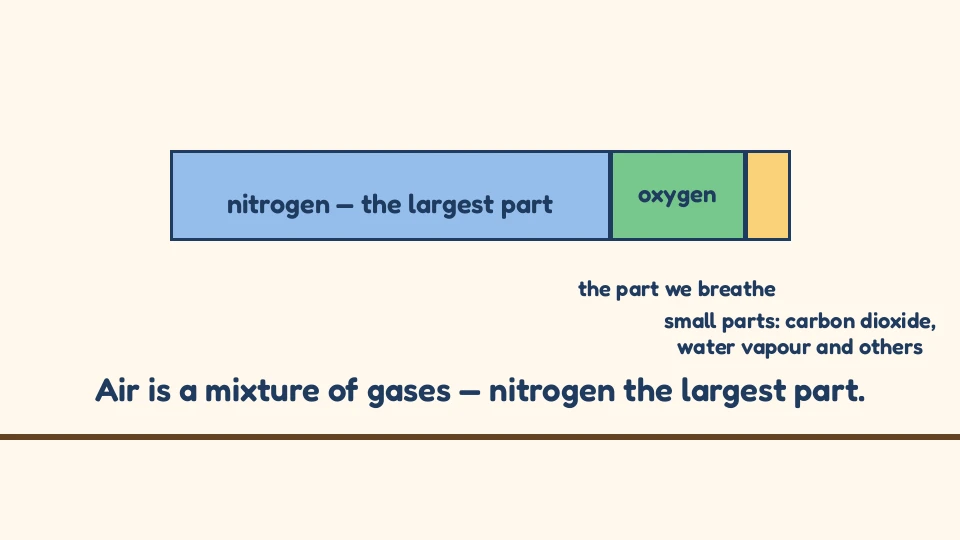 nitrogen — the largest part
oxygen
the part we breathe
small parts: carbon dioxide,
water vapour and others
Air is a mixture of gases — nitrogen the largest part.